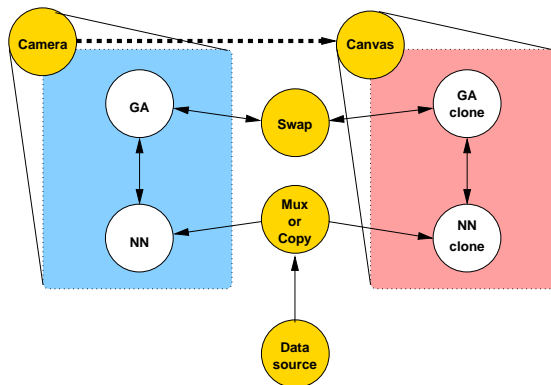 Camera
Canvas
GA
Swap
GA
clone
Mux
or
Copy
NN
NN
clone
Data
source